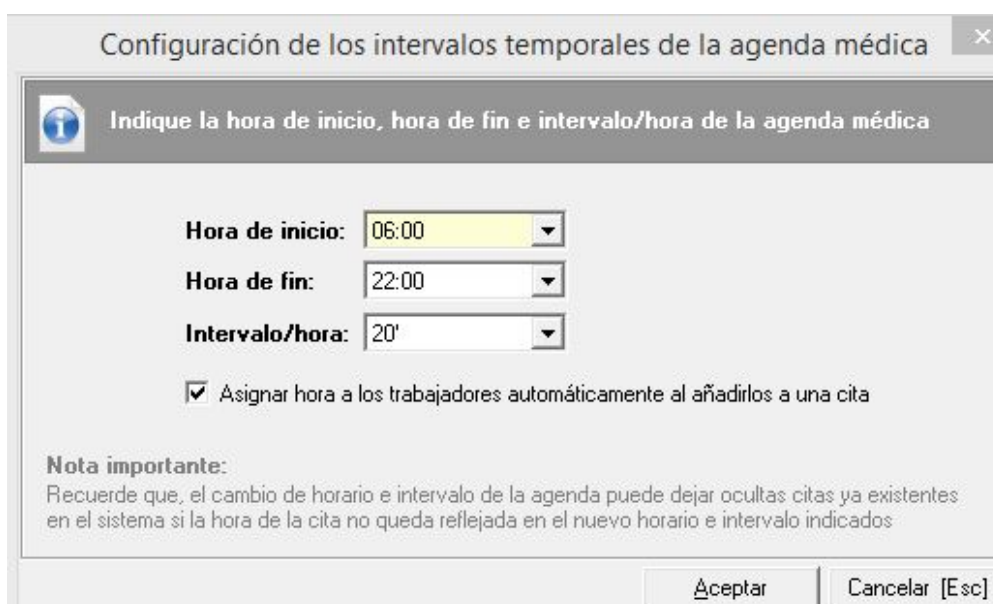 Configuración de los intervalos temporales de la agenda médica
Indique la hora de inicio, hora de fin e intervalo/hora de la agenda médica
Hora de inicio: 06:00
Hora de fin: 22:00
Intervalo/hora: 20'
Asignar hora a los trabajadores automáticamente al añadirlos a una cita
Nota importante:
Recuerde que, el cambio de horario e intervalo de la agenda puede dejar ocultas citas ya existentes
en el sistema si la hora de la cita no queda reflejada en el nuevo horario e intervalo indicados
Aceptar Cancelar [Esc]